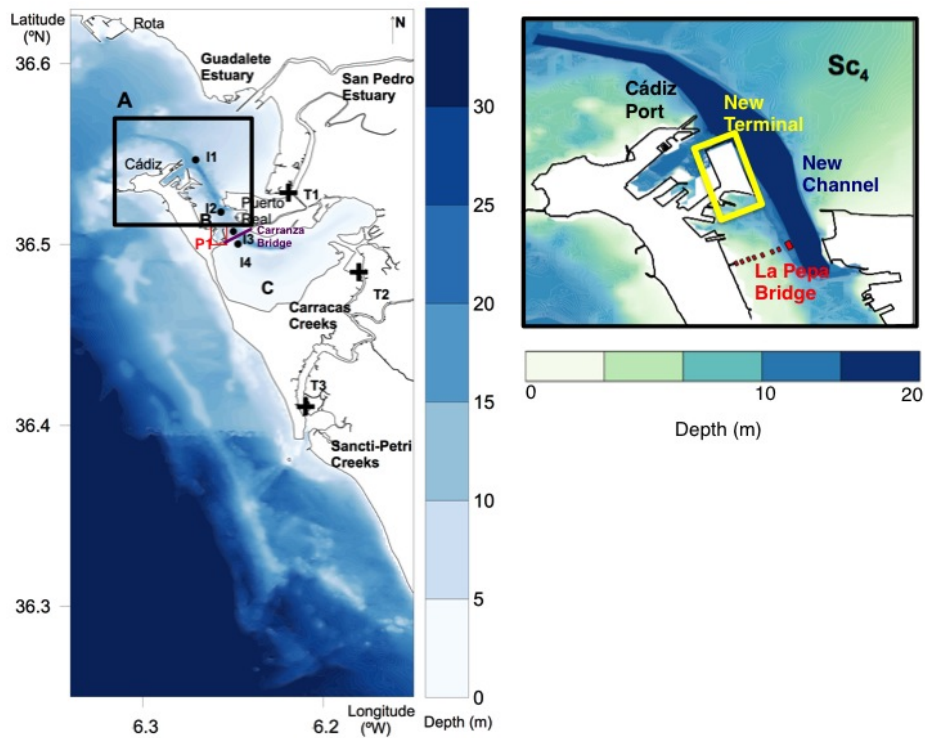 Latitude
(ºN)
Rota
N
36.6
Guadalete
Estuary
San Pedro
Estuary
A
Cádiz
I1
I2
Puerto
Real
T1
B
36.5
P1
I3
Carranza
Bridge
I4
C
T2
Carracas
Creeks
T3
36.4
Sancti-Petri
Creeks
36.3
6.3
6.2
Longitude
(ºW)
30
25
20
15
10
5
0
Depth (m)
Sc4
Cádiz
Port
New
Terminal
New
Channel
La Pepa
Bridge
0
10
20
Depth (m)